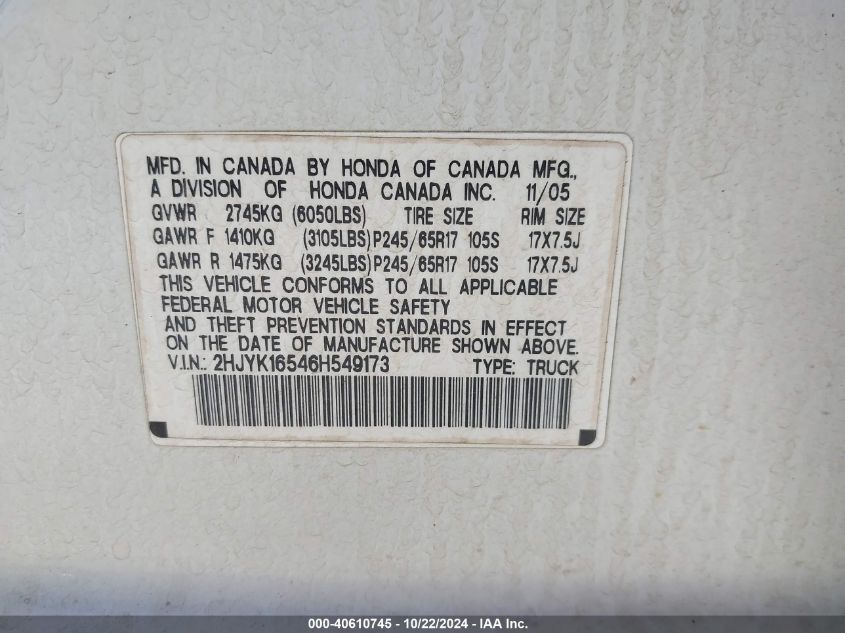 MFD. IN CANADA BY HONDA OF CANADA MFG.,
A DIVISION OF HONDA CANADA INC. 11/05
GVWR 2745KG (6050LBS) TIRE SIZE RIM SIZE
GAWR F 1410KG (3105LBS) P245/65R17 105S 17X7.5J
GAWR R 1475KG (3245LBS) P245/65R17 105S 17X7.5J
THIS VEHICLE CONFORMS TO ALL APPLICABLE
FEDERAL MOTOR VEHICLE SAFETY
AND THEFT PREVENTION STANDARDS IN EFFECT
ON THE DATE OF MANUFACTURE SHOWN ABOVE.
V.I.N.: 2HJYK16546H549173 TYPE: TRUCK
000-40610745 - 10/22/2024 - IAA Inc.